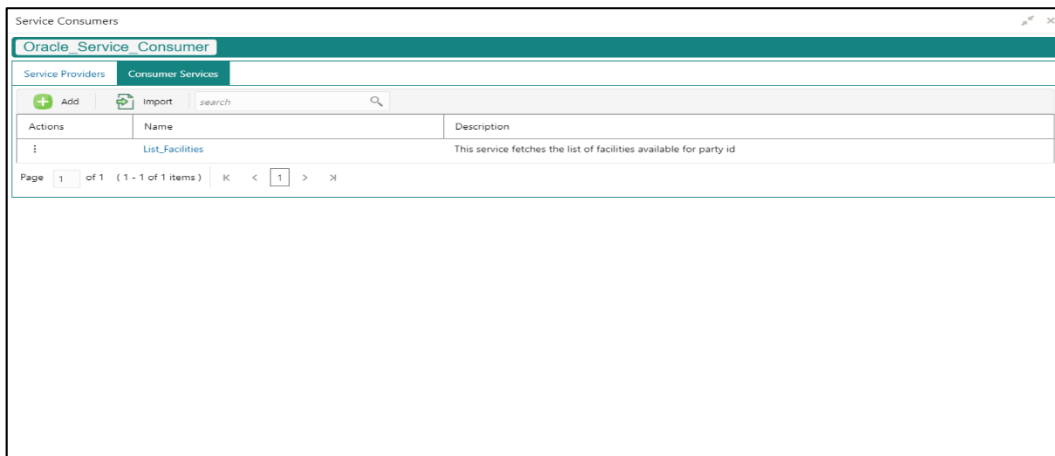 Service Consumers
Oracle_Service_Consumer
Service Providers Consumer Services
Add Import search
Actions Name Description
List_Facilities This service fetches the list of facilities available for party id
Page 1 of 1 (1 - 1 of 1 items) K < 1 > >|